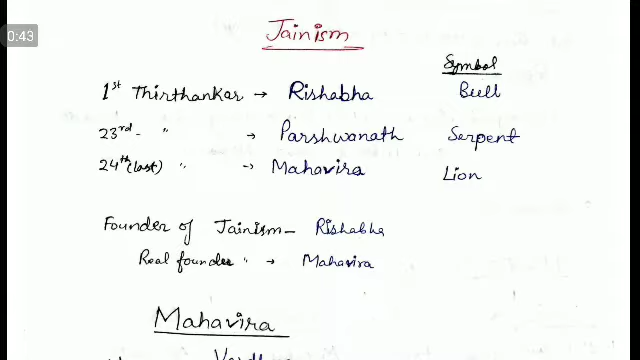 0:43
Jainism
Symbol
1st Thirthankar → Rishabha Bull
23rd - " → Parshwanath Serpent
24th (last) " → Mahavira Lion
Founder of Jainism - Rishabha
Real founder " → Mahavira
Mahavira